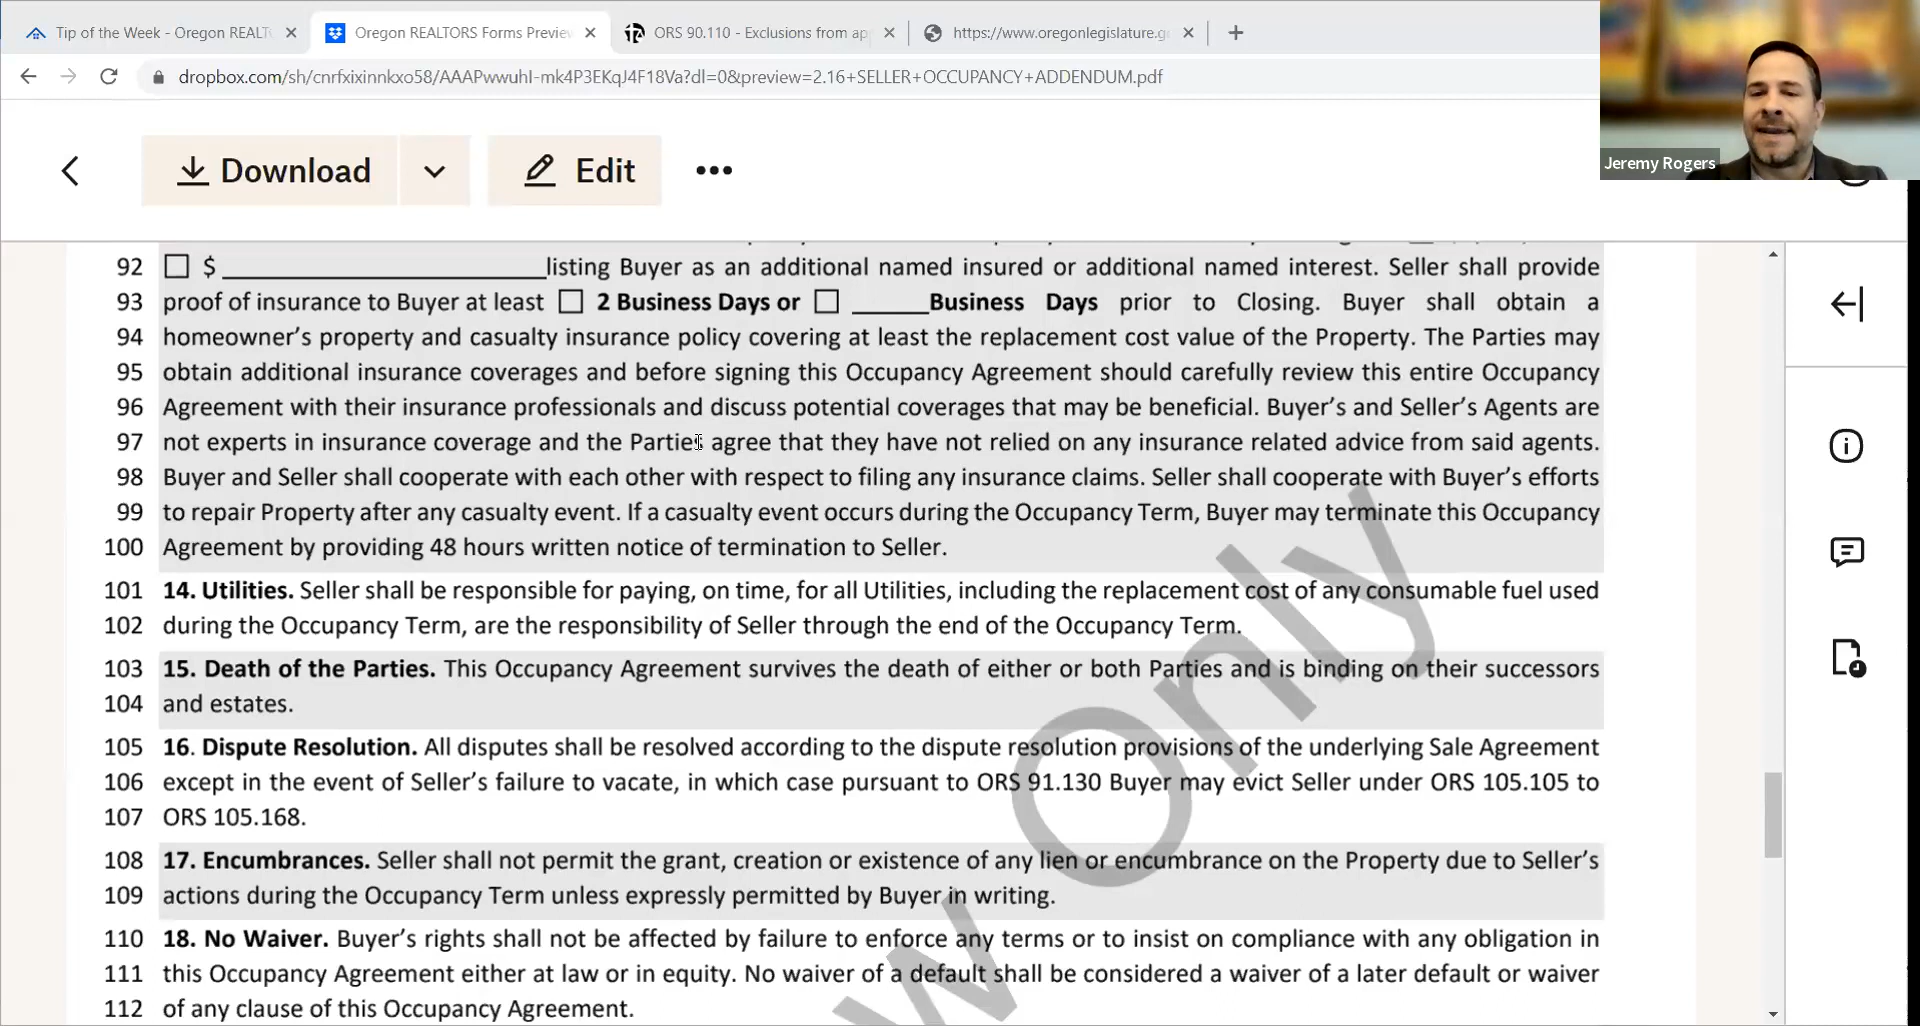 Tip of the Week - Oregon REALT
Oregon REALTORS Forms Preview
ORS 90.110 - Exclusions from ap
https://www.oregonlegislature.g
dropbox.com/sh/cnrfxixinnkxo58/AAAPwwuhI-mk4P3EKqJ4F18Va?dl=0&preview=2.16+SELLER+OCCUPANCY+ADDENDUM.pdf
Jeremy Rogers
Download
Edit
92 $ ____________________listing Buyer as an additional named insured or additional named interest. Seller shall provide
93 proof of insurance to Buyer at least 2 Business Days or ______Business Days prior to Closing. Buyer shall obtain a
94 homeowner's property and casualty insurance policy covering at least the replacement cost value of the Property. The Parties may
95 obtain additional insurance coverages and before signing this Occupancy Agreement should carefully review this entire Occupancy
96 Agreement with their insurance professionals and discuss potential coverages that may be beneficial. Buyer's and Seller's Agents are
97 not experts in insurance coverage and the Parties agree that they have not relied on any insurance related advice from said agents.
98 Buyer and Seller shall cooperate with each other with respect to filing any insurance claims. Seller shall cooperate with Buyer's efforts
99 to repair Property after any casualty event. If a casualty event occurs during the Occupancy Term, Buyer may terminate this Occupancy
100 Agreement by providing 48 hours written notice of termination to Seller.
101 14. Utilities. Seller shall be responsible for paying, on time, for all Utilities, including the replacement cost of any consumable fuel used
102 during the Occupancy Term, are the responsibility of Seller through the end of the Occupancy Term.
103 15. Death of the Parties. This Occupancy Agreement survives the death of either or both Parties and is binding on their successors
104 and estates.
105 16. Dispute Resolution. All disputes shall be resolved according to the dispute resolution provisions of the underlying Sale Agreement
106 except in the event of Seller's failure to vacate, in which case pursuant to ORS 91.130 Buyer may evict Seller under ORS 105.105 to
107 ORS 105.168.
108 17. Encumbrances. Seller shall not permit the grant, creation or existence of any lien or encumbrance on the Property due to Seller's
109 actions during the Occupancy Term unless expressly permitted by Buyer in writing.
110 18. No Waiver. Buyer's rights shall not be affected by failure to enforce any terms or to insist on compliance with any obligation in
111 this Occupancy Agreement either at law or in equity. No waiver of a default shall be considered a waiver of a later default or waiver
112 of any clause of this Occupancy Agreement.
w Only